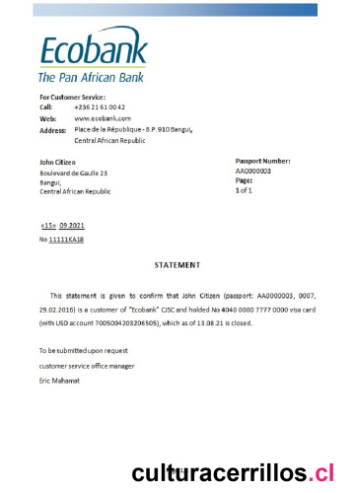 Ecobank
The Pan African Bank
For Customer Service:
Call: +236 21 61 00 42
Web: www.ecobank.com
Address: Place de la République - B.P. 910 Bangui,
Central African Republic
John Citizen
Boulevard de Gaulle 23
Bangui,
Central African Republic
Passport Number:
AA0000003
Page:
1 of 1
«15» 09.2021
No 11111KA18
STATEMENT
This statement is given to confirm that John Citizen (passport: AA0000003, 0007,
29.02.2016) is a customer of "Ecobank" CJSC and holded No 4040 0000 7777 0000 visa card
(with USD account 7005004203206505), which as of 13.08.21 is closed.
To be submitted upon request
customer service office manager
Eric Mahamat
culturacerrillos.cl